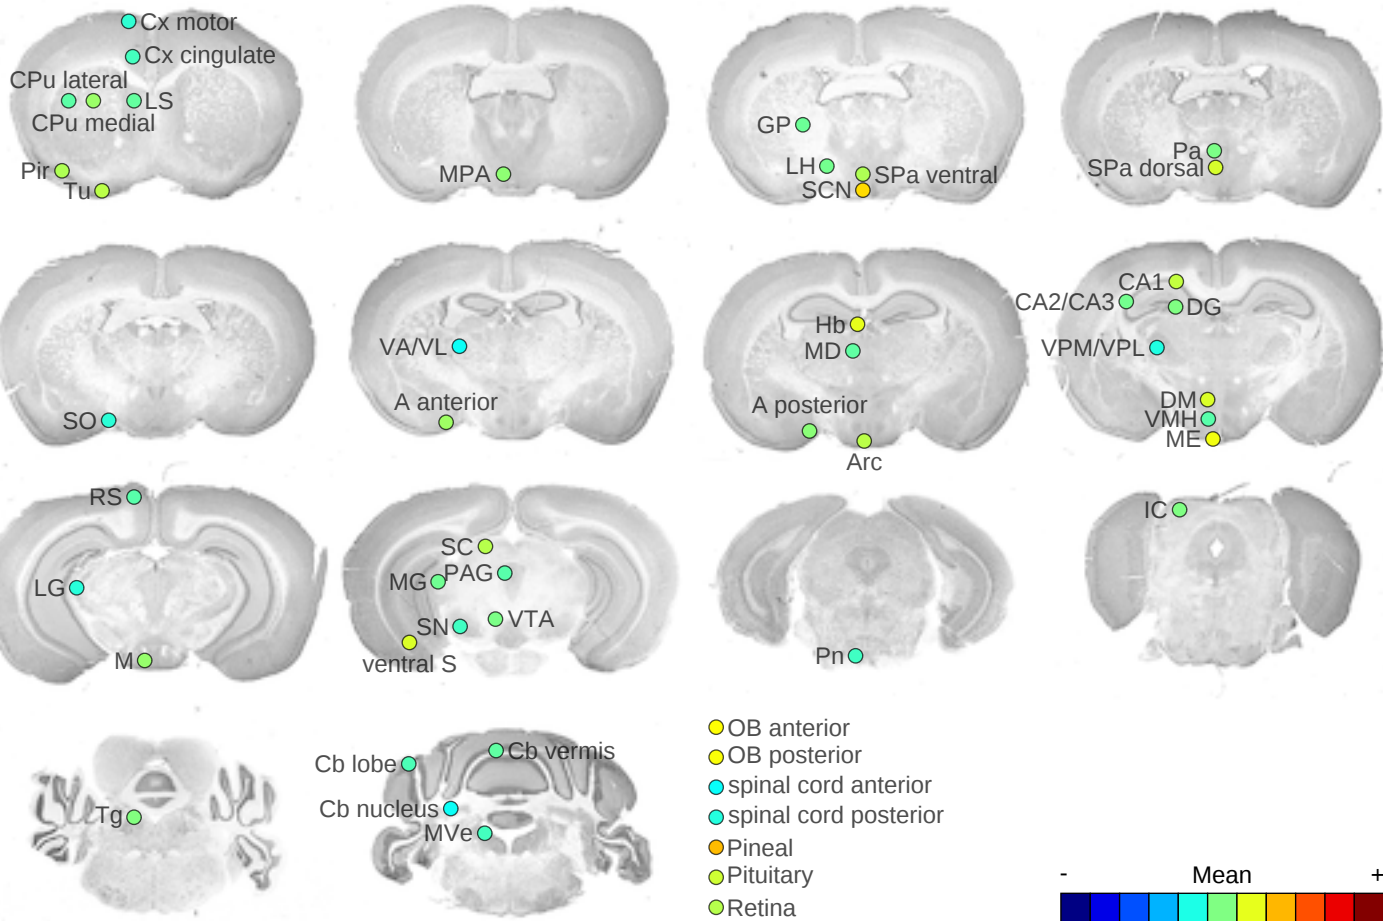 Cx motor
Cx cingulate
CPu lateral
LS
CPu medial
Pir
Tu
MPA
GP
LH
SPa ventral
SCN
Pa
SPa dorsal
SO
VA/VL
A anterior
Hb
MD
A posterior
Arc
CA1
CA2/CA3
DG
VPM/VPL
DM
VMH
ME
RS
LG
M
SC
MG
PAG
SN
VTA
ventral S
Pn
IC
Tg
Cb lobe
Cb vermis
Cb nucleus
MVe
OB anterior
OB posterior
spinal cord anterior
spinal cord posterior
Pineal
Pituitary
Retina
- Mean +